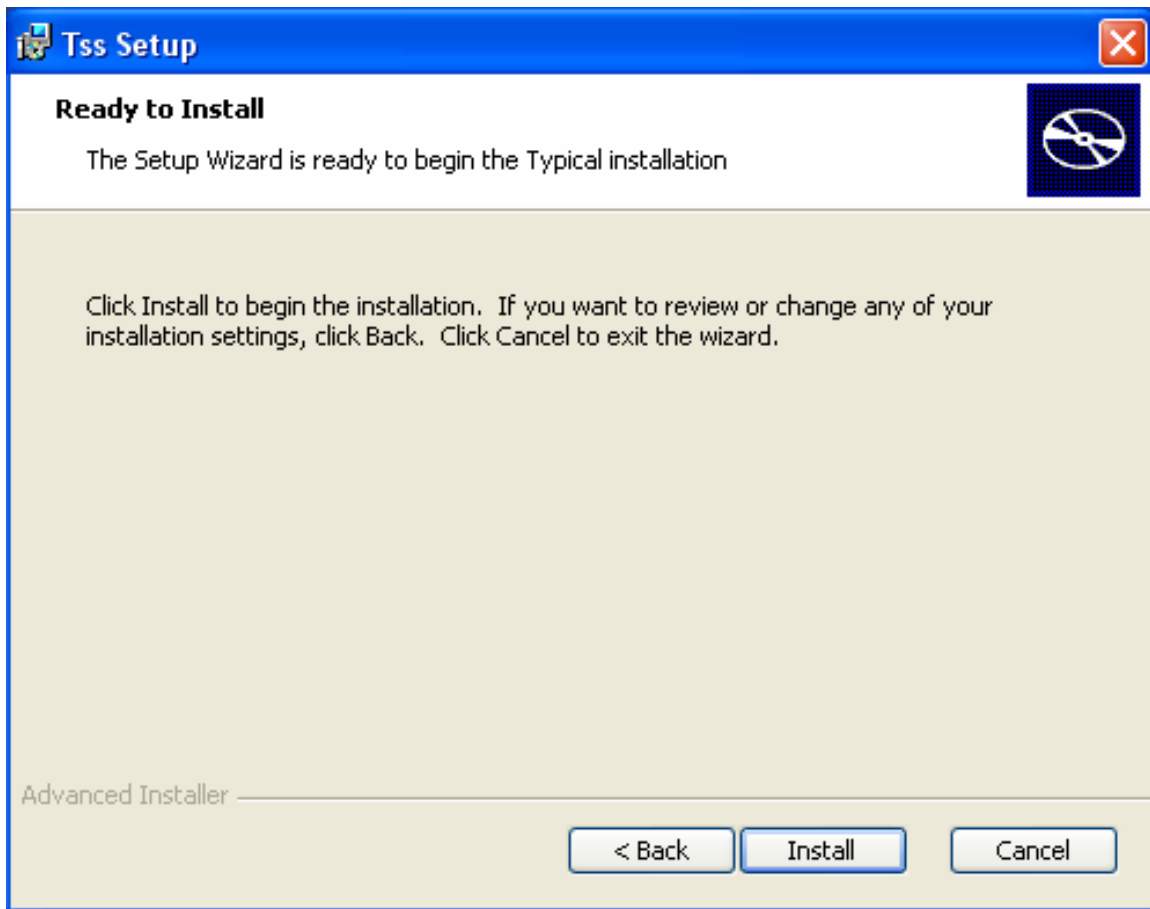 Tss Setup
Ready to Install
The Setup Wizard is ready to begin the Typical installation
Click Install to begin the installation.  If you want to review or change any of your
installation settings, click Back.  Click Cancel to exit the wizard.
Advanced Installer
< Back
Install
Cancel